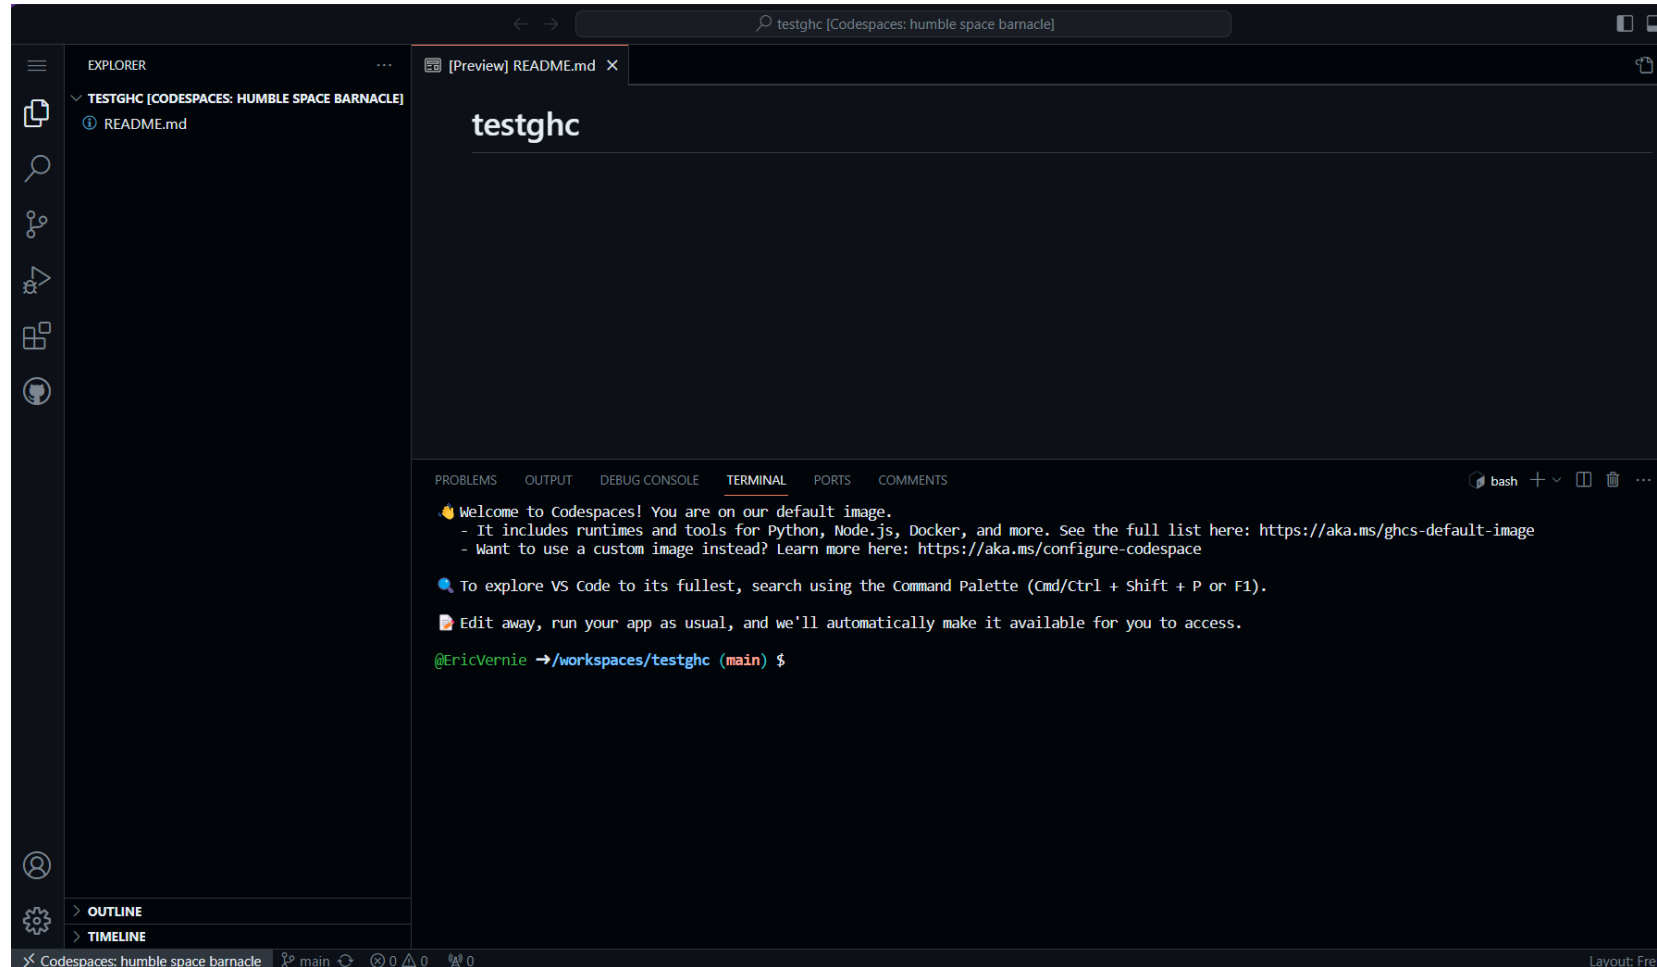 testghc [Codespaces: humble space barnacle]
EXPLORER
[Preview] README.md
TESTGHC [CODESPACES: HUMBLE SPACE BARNACLE]
README.md
testghc
PROBLEMS OUTPUT DEBUG CONSOLE TERMINAL PORTS COMMENTS
bash
Welcome to Codespaces! You are on our default image.
- It includes runtimes and tools for Python, Node.js, Docker, and more. See the full list here: https://aka.ms/ghcs-default-image
- Want to use a custom image instead? Learn more here: https://aka.ms/configure-codespace
To explore VS Code to its fullest, search using the Command Palette (Cmd/Ctrl + Shift + P or F1).
Edit away, run your app as usual, and we'll automatically make it available for you to access.
@EricVernie ➜/workspaces/testghc (main) $
OUTLINE
TIMELINE
Codespaces: humble space barnacle main 0 0 0 Layout: Fre